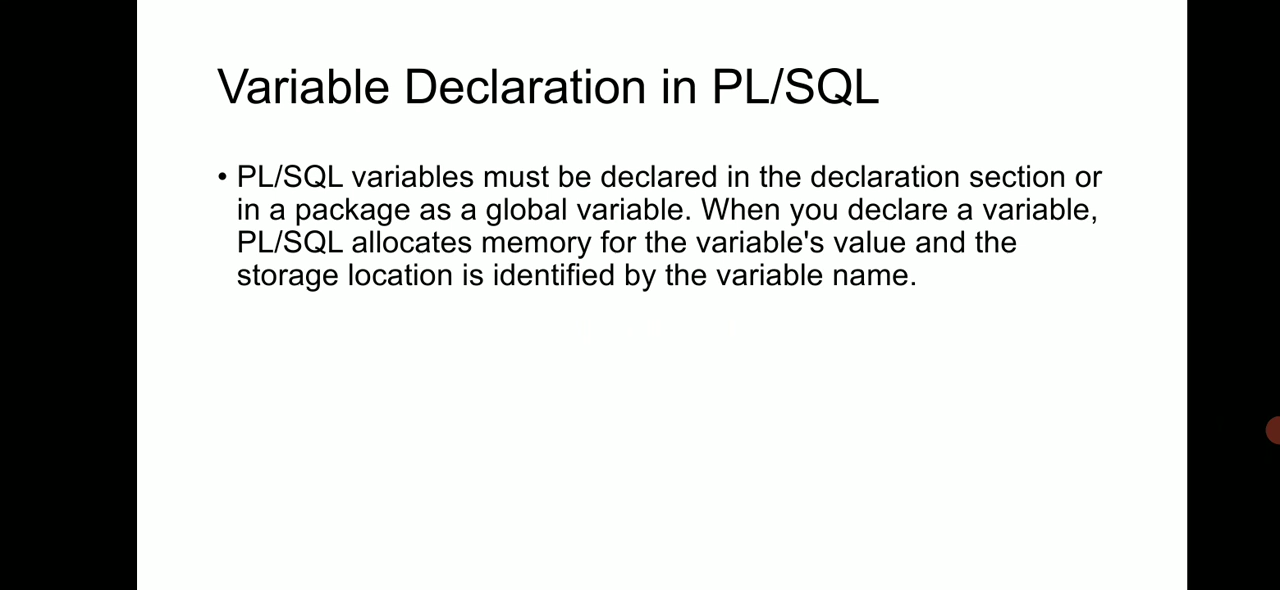 Variable Declaration in PL/SQL
• PL/SQL variables must be declared in the declaration section or
in a package as a global variable. When you declare a variable,
PL/SQL allocates memory for the variable's value and the
storage location is identified by the variable name.